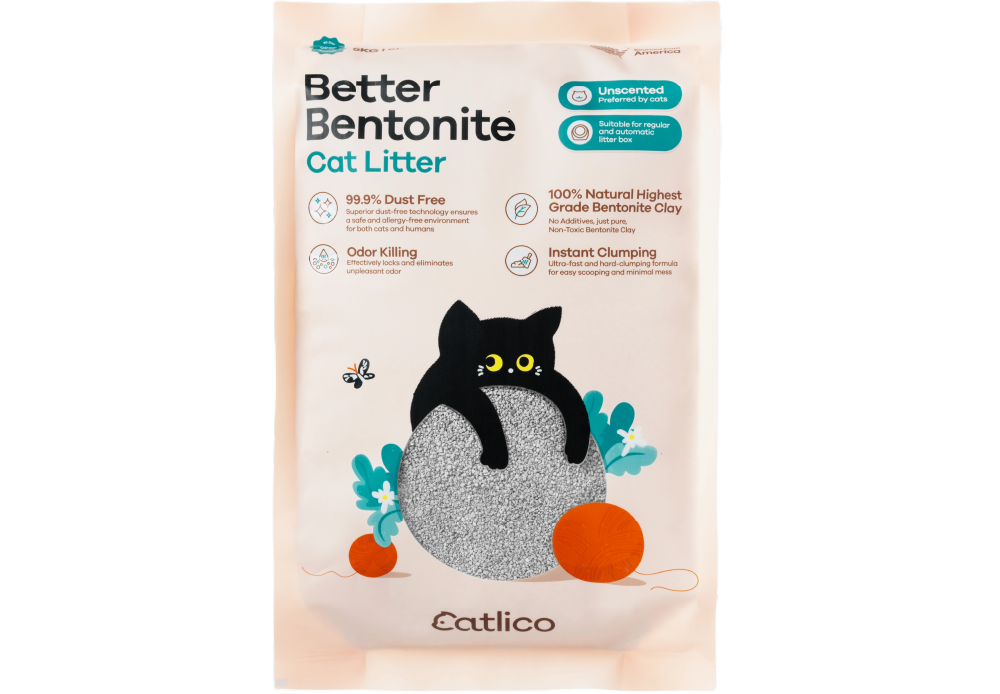 America
Better
Bentonite
Cat Litter
Unscented
Preferred by cats
Suitable for regular
and automatic
litter box
99.9% Dust Free
Superior dust-free technology ensures
a safe and allergy-free environment
for both cats and humans
100% Natural Highest
Grade Bentonite Clay
No Additives, just pure,
Non-Toxic Bentonite Clay
Odor Killing
Effectively locks and eliminates
unpleasant odor
Instant Clumping
Ultra-fast and hard-clumping formula
for easy scooping and minimal mess
Catlico